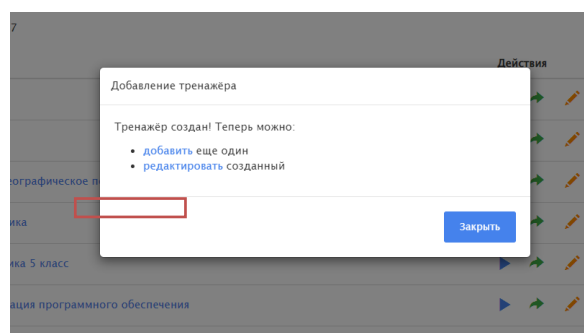 7
Действия
Добавление тренажёра
Тренажёр создан! Теперь можно:
добавить еще один
редактировать созданный
еографическое п
ика
Закрыть
ика 5 класс
ация программного обеспечения